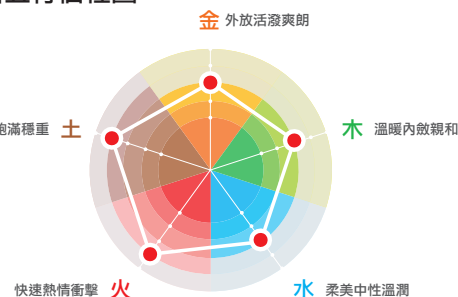 金 外放活潑爽朗
飽滿穩重 土
木 溫暖內斂親和
快速熱情衝擊 火
水 柔美中性溫潤